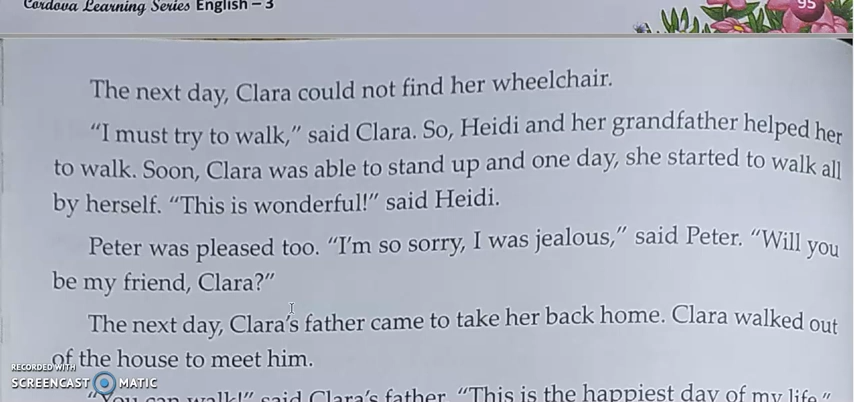 Cordova Learning Series English – 3
95
The next day, Clara could not find her wheelchair.
“I must try to walk,” said Clara. So, Heidi and her grandfather helped her
to walk. Soon, Clara was able to stand up and one day, she started to walk all
by herself. “This is wonderful!” said Heidi.
Peter was pleased too. “I’m so sorry, I was jealous,” said Peter. “Will you
be my friend, Clara?”
The next day, Clara’s father came to take her back home. Clara walked out
of the house to meet him.
RECORDED WITH
SCREENCAST MATIC
“You can walk!” said Clara’s father. “This is the happiest day of my life.”